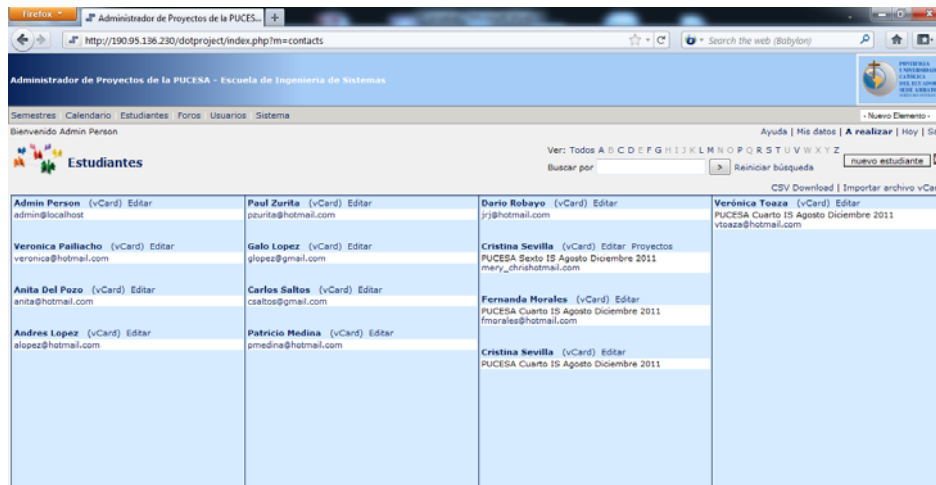 Firefox
Administrador de Proyectos de la PUCES...
http://190.95.136.230/dotproject/index.php?m=contacts
Search the web (Babylon)
Administrador de Proyectos de la PUCESA - Escuela de Ingenieria de Sistemas
PONTIFICIA
UNIVERSIDAD
CATOLICA
DEL ECUADOR
SEDE AMBATO
Semestres Calendario Estudiantes Foros Usuarios Sistema
- Nuevo Elemento -
Bienvenido Admin Person
Ayuda | Mis datos | A realizar | Hoy |
Estudiantes
Ver: Todos A B C D E F G H I J K L M N O P Q R S T U V W X Y Z
Buscar por
> Reiniciar búsqueda
nuevo estudiante
CSV Download | Importar archivo vCar
Admin Person (vCard) Editar
admin@localhost
Veronica Pailiacho (vCard) Editar
veronica@hotmail.com
Anita Del Pozo (vCard) Editar
anita@hotmail.com
Andres Lopez (vCard) Editar
alopez@hotmail.com
Paul Zurita (vCard) Editar
pzurita@hotmail.com
Galo Lopez (vCard) Editar
glopez@gmail.com
Carlos Saltos (vCard) Editar
csaltos@gmail.com
Patricio Medina (vCard) Editar
pmedina@hotmail.com
Dario Robayo (vCard) Editar
jrj@hotmail.com
Cristina Sevilla (vCard) Editar Proyectos
PUCESA Sexto IS Agosto Diciembre 2011
mery_chrishotmail.com
Fernanda Morales (vCard) Editar
PUCESA Cuarto IS Agosto Diciembre 2011
fmorales@hotmail.com
Cristina Sevilla (vCard) Editar
PUCESA Cuarto IS Agosto Diciembre 2011
Verónica Toaza (vCard) Editar
PUCESA Cuarto IS Agosto Diciembre 2011
vtoaza@hotmail.com